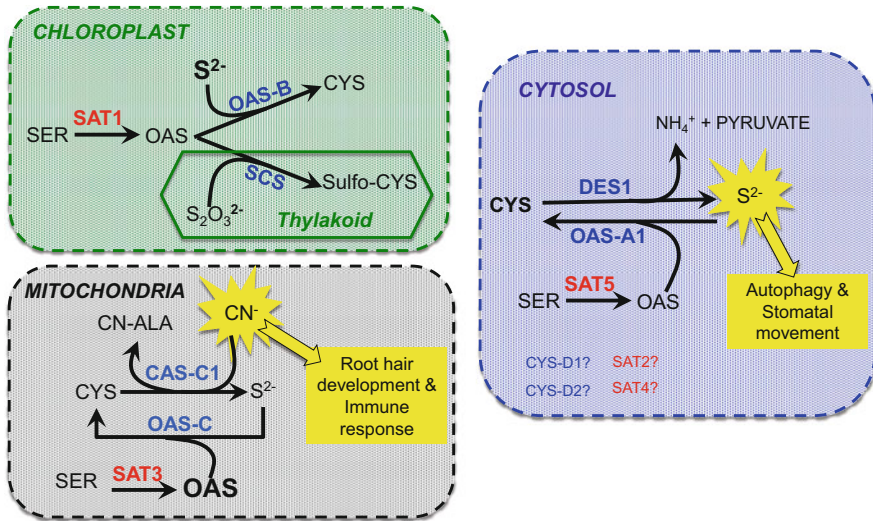 CHLOROPLAST
S²⁻
CYS
OAS-B
SAT1
SER
OAS
SCS
Sulfo-CYS
S₂O₃²⁻
Thylakoid
MITOCHONDRIA
CN⁻
CN-ALA
CAS-C1
CYS
S²⁻
Root hair
development &
Immune
response
OAS-C
SAT3
SER
OAS
CYTOSOL
NH₄⁺ + PYRUVATE
DES1
CYS
S²⁻
OAS-A1
SAT5
SER
OAS
Autophagy &
Stomatal
movement
CYS-D1? SAT2?
CYS-D2? SAT4?